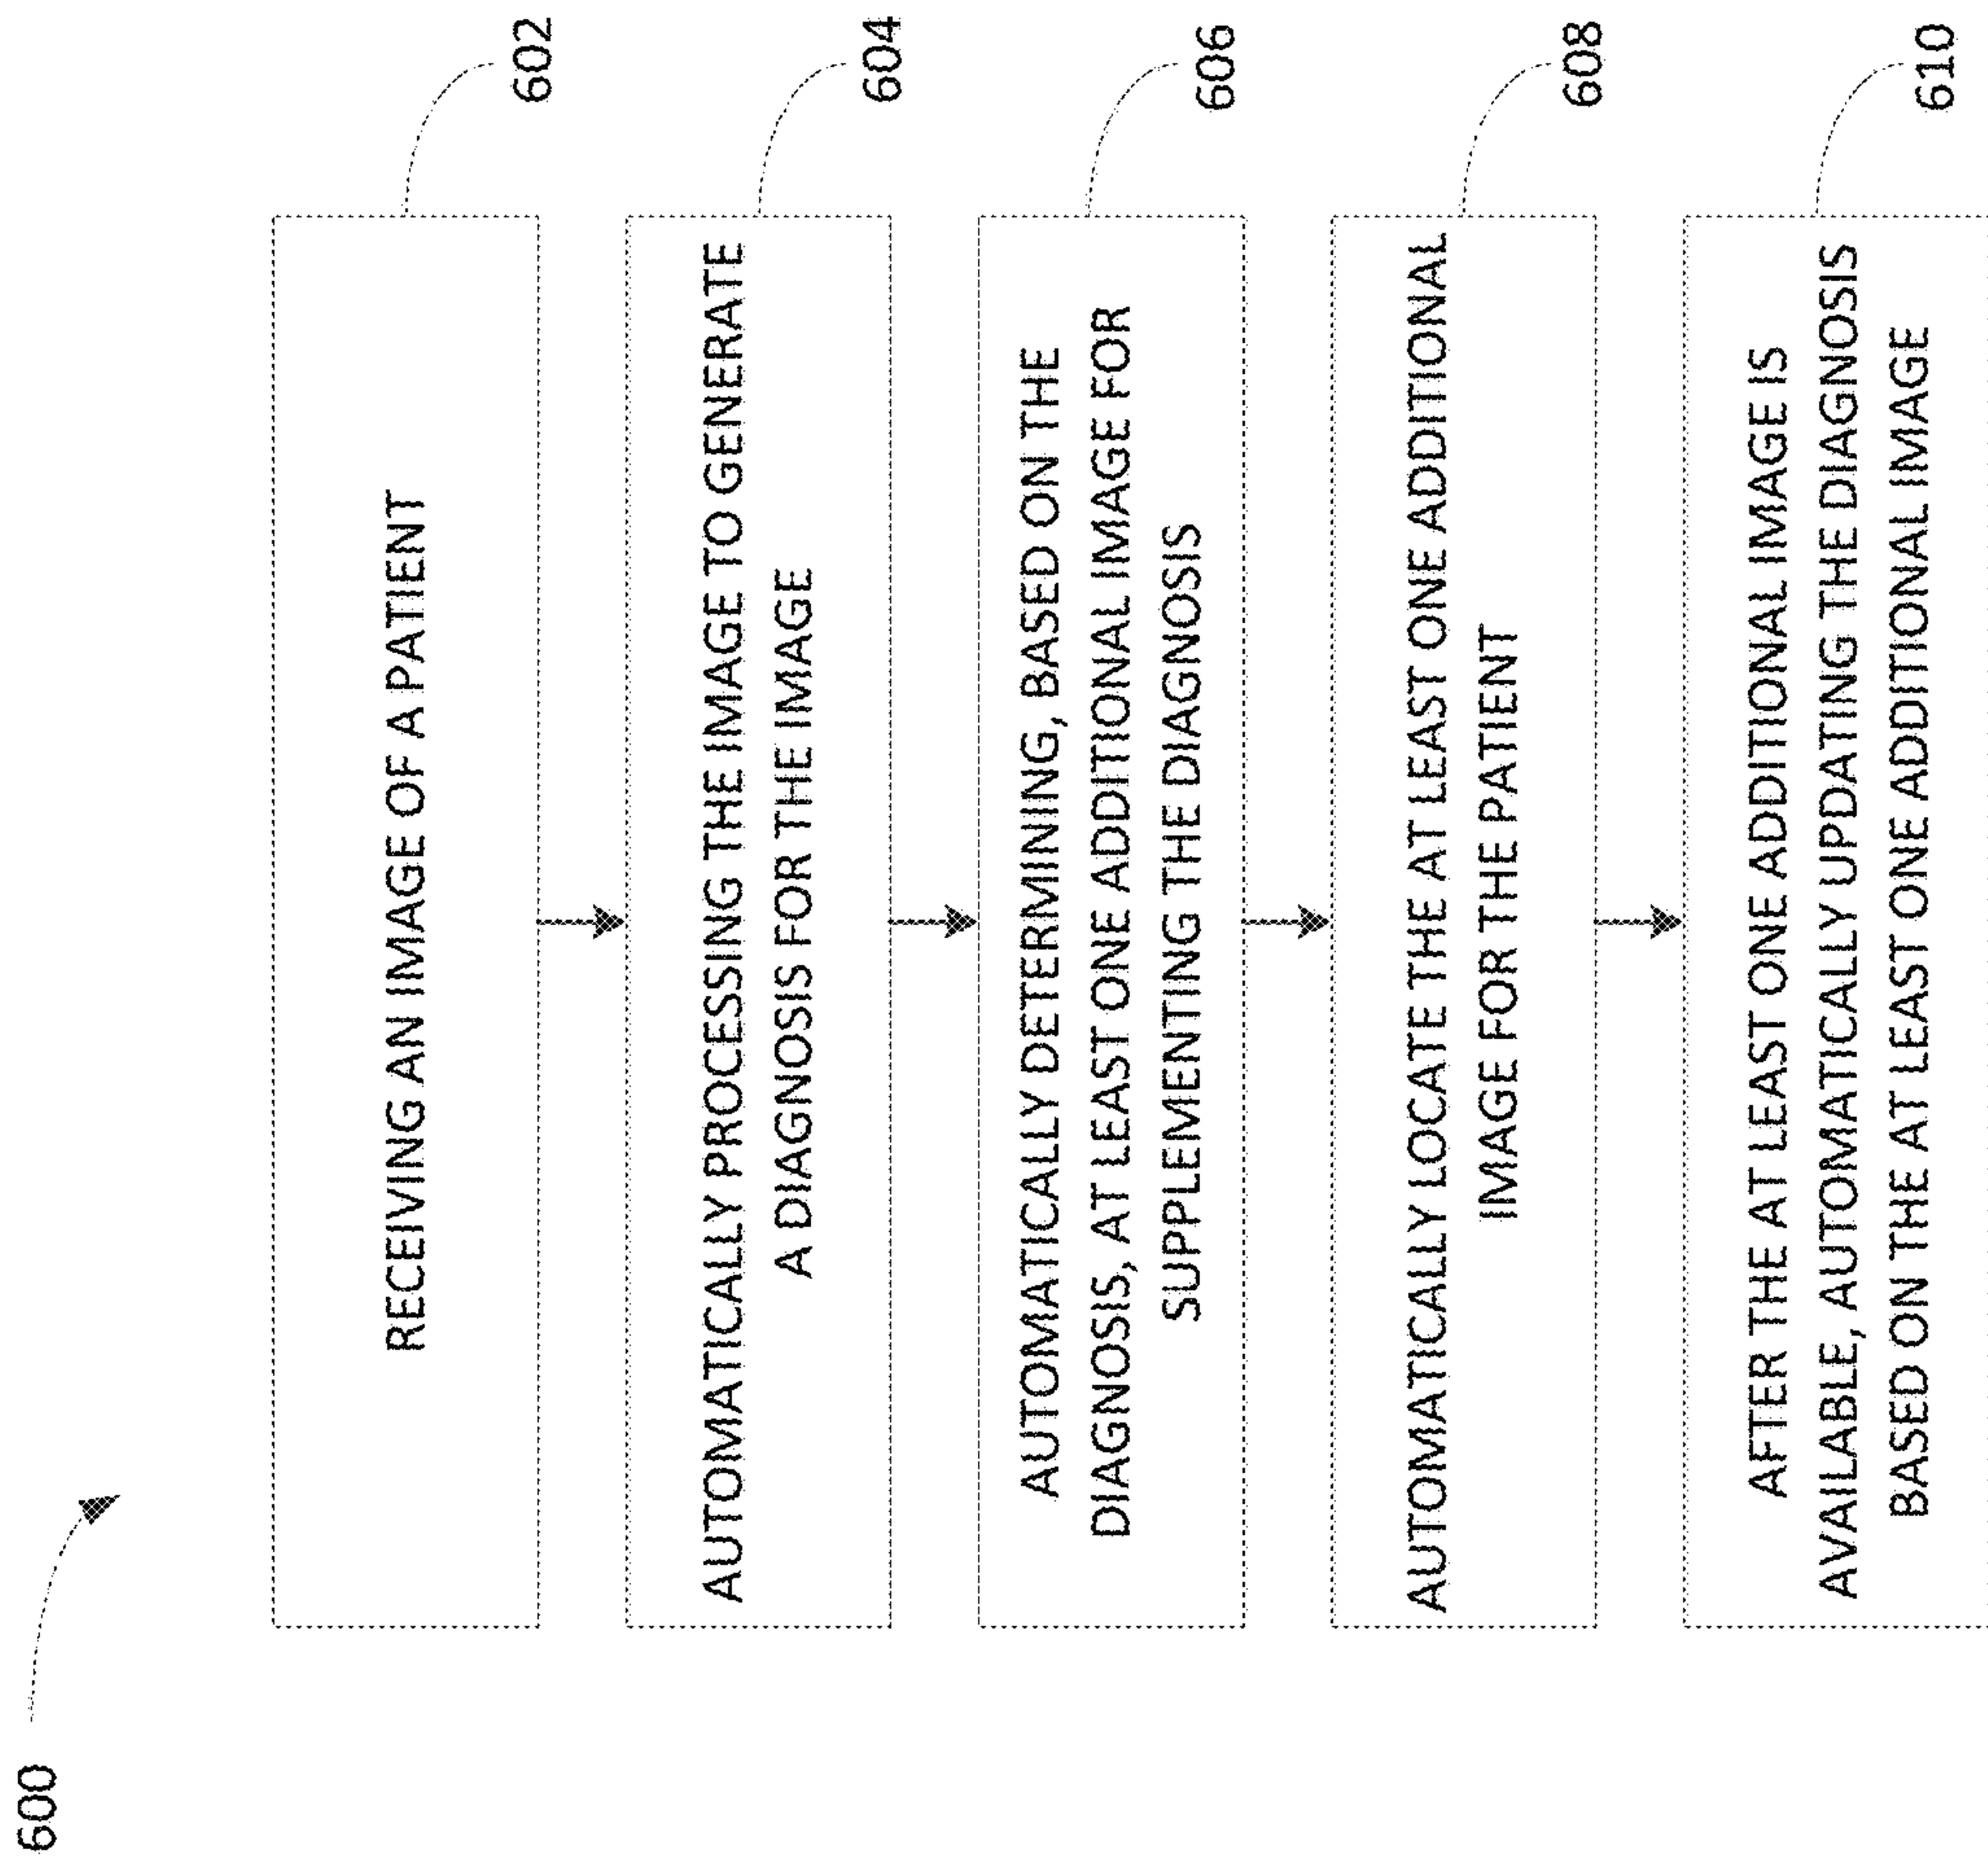 600
RECEIVING AN IMAGE OF A PATIENT
602
AUTOMATICALLY PROCESSING THE IMAGE TO GENERATE
A DIAGNOSIS FOR THE IMAGE
604
AUTOMATICALLY DETERMINING, BASED ON THE
DIAGNOSIS, AT LEAST ONE ADDITIONAL IMAGE FOR
SUPPLEMENTING THE DIAGNOSIS
606
AUTOMATICALLY LOCATE THE AT LEAST ONE ADDITIONAL
IMAGE FOR THE PATIENT
608
AFTER THE AT LEAST ONE ADDITIONAL IMAGE IS
AVAILABLE, AUTOMATICALLY UPDATING THE DIAGNOSIS
BASED ON THE AT LEAST ONE ADDITIONAL IMAGE
610